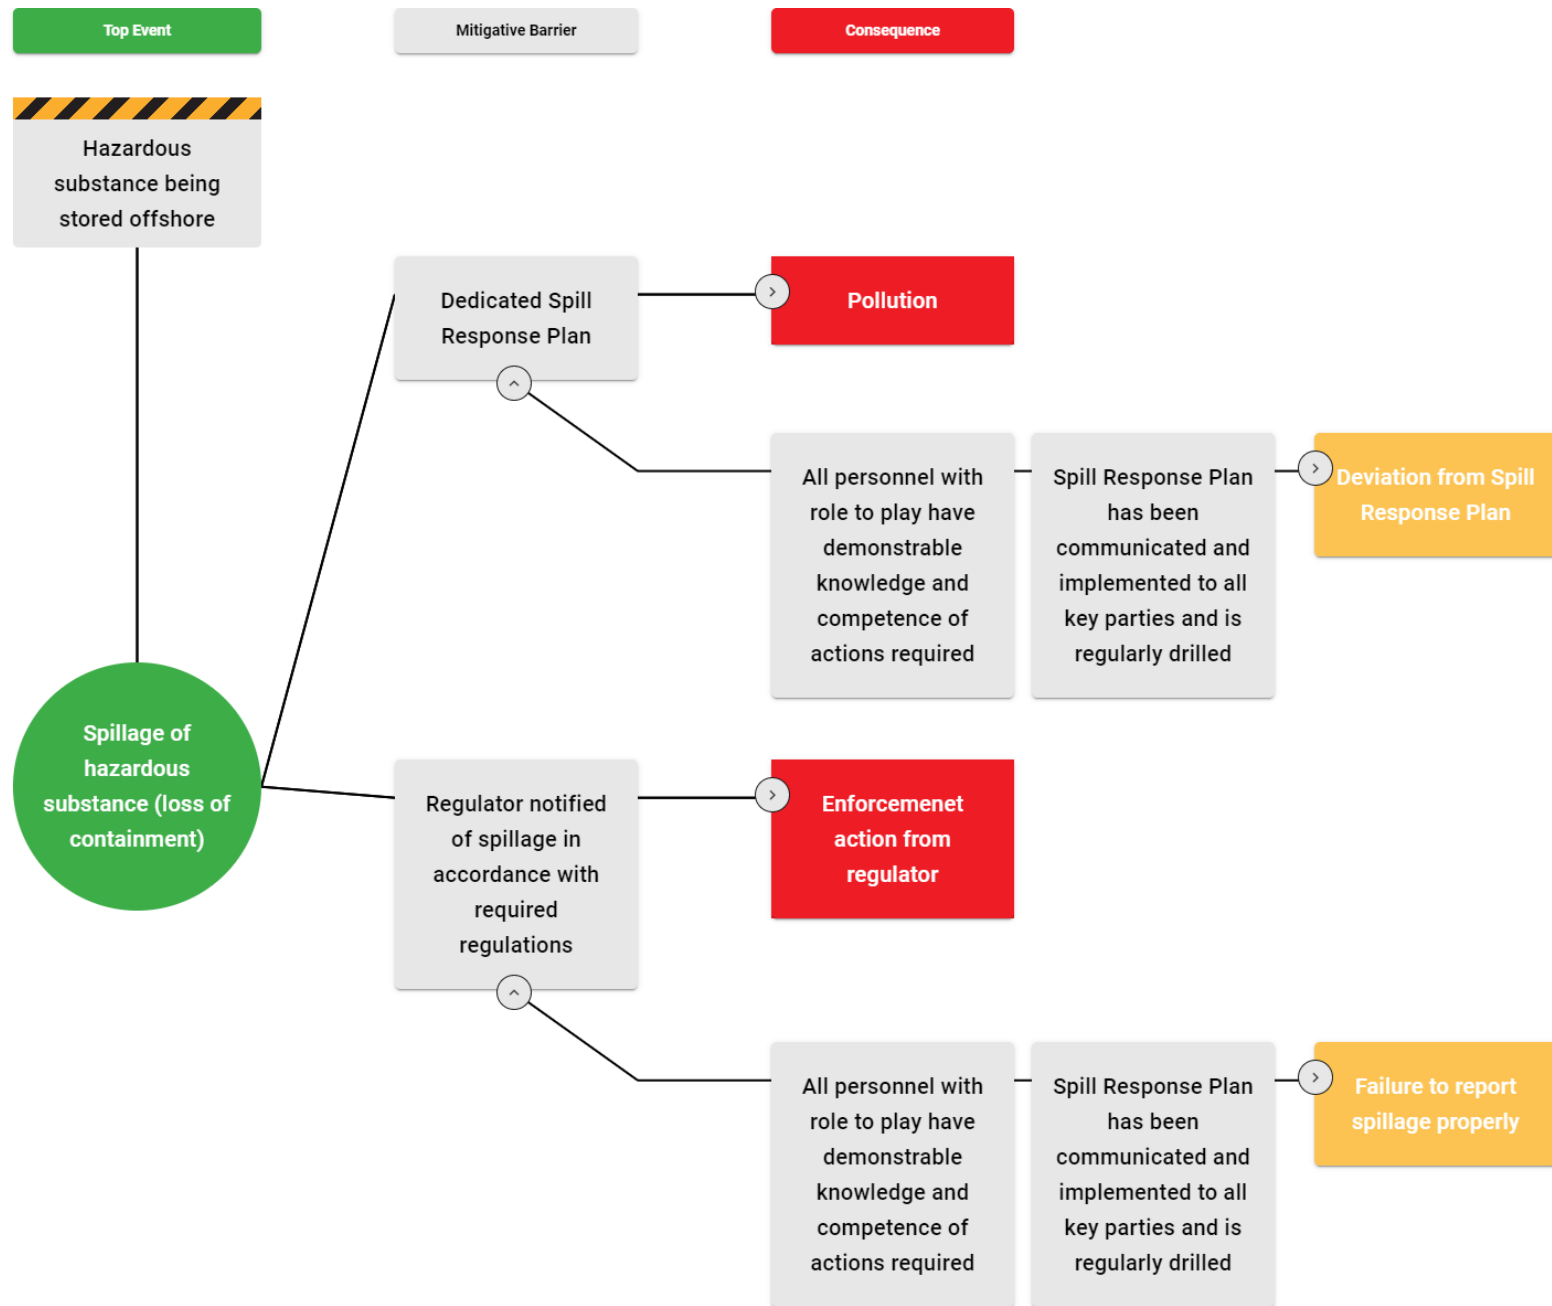 Top Event
Mitigative Barrier
Consequence
Hazardous
substance being
stored offshore
Dedicated Spill
Response Plan
Pollution
All personnel with
role to play have
demonstrable
knowledge and
competence of
actions required
Spill Response Plan
has been
communicated and
implemented to all
key parties and is
regularly drilled
Deviation from Spill
Response Plan
Spillage of
hazardous
substance (loss of
containment)
Regulator notified
of spillage in
accordance with
required
regulations
Enforcemenet
action from
regulator
All personnel with
role to play have
demonstrable
knowledge and
competence of
actions required
Spill Response Plan
has been
communicated and
implemented to all
key parties and is
regularly drilled
Failure to report
spillage properly